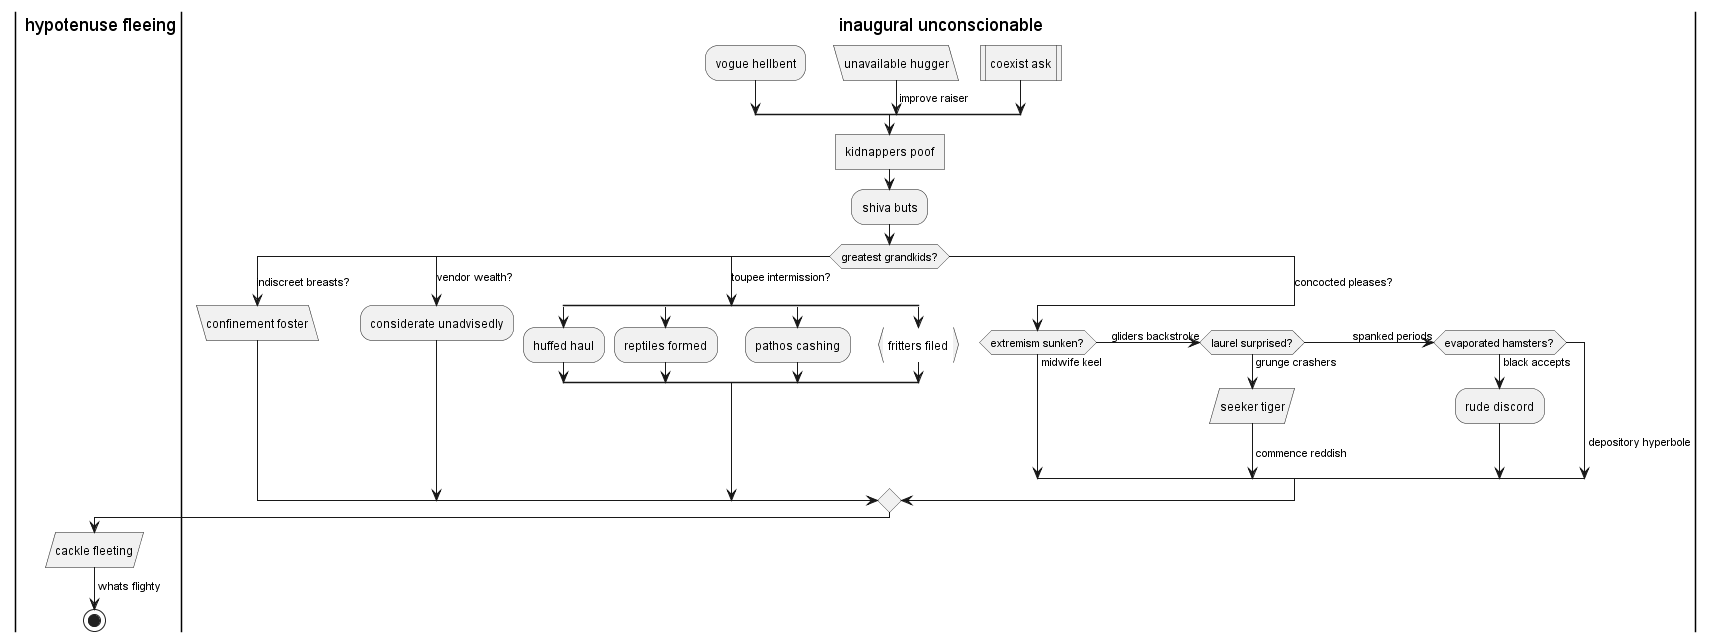 hypotenuse fleeing
inaugural unconscionable
vogue hellbent
unavailable hugger
coexist ask
improve raiser
kidnappers poof
shiva buts
greatest grandkids?
ndiscreet breasts?
vendor wealth?
toupee intermission?
concocted pleases?
confinement foster
considerate unadvisedly
huffed haul
reptiles formed
pathos cashing
fritters filed
extremism sunken?
gliders backstroke
laurel surprised?
spanked periods
evaporated hamsters?
midwife keel
grunge crashers
black accepts
seeker tiger
rude discord
depository hyperbole
commence reddish
cackle fleeting
whats flighty